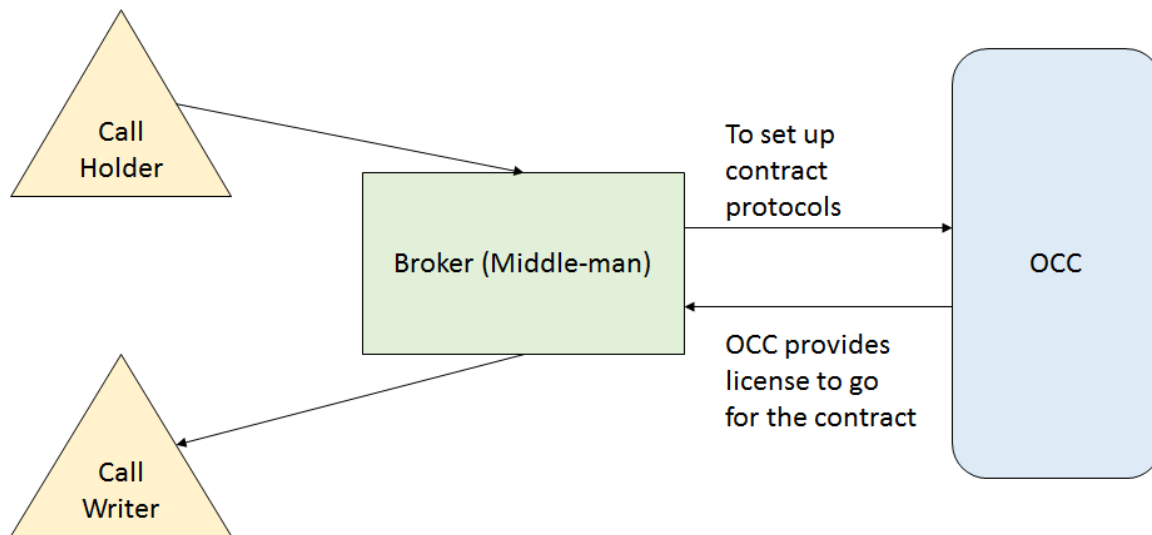 Call
Holder
To set up
contract
protocols
Broker (Middle-man)
OCC
OCC provides
license to go
for the contract
Call
Writer